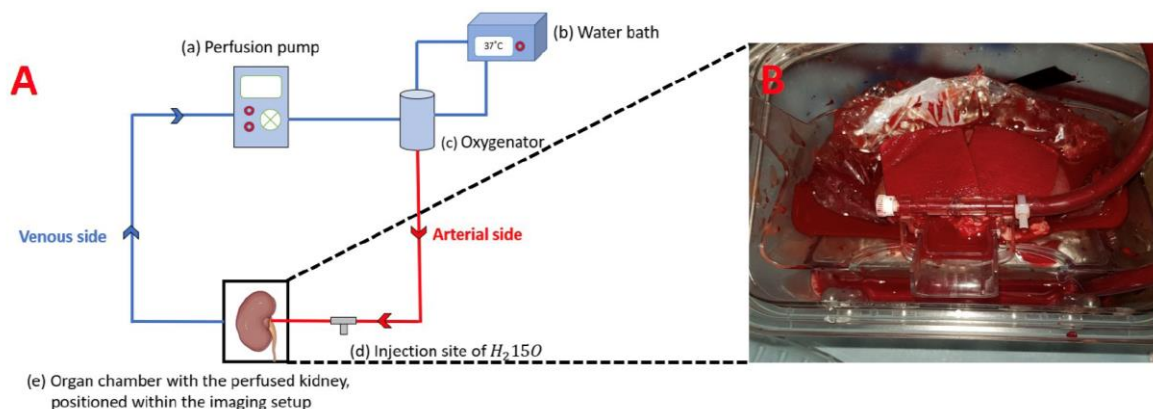 A
(a) Perfusion pump
37°C
(b) Water bath
(c) Oxygenator
Venous side
Arterial side
(d) Injection site of H₂15O
(e) Organ chamber with the perfused kidney,
positioned within the imaging setup
B